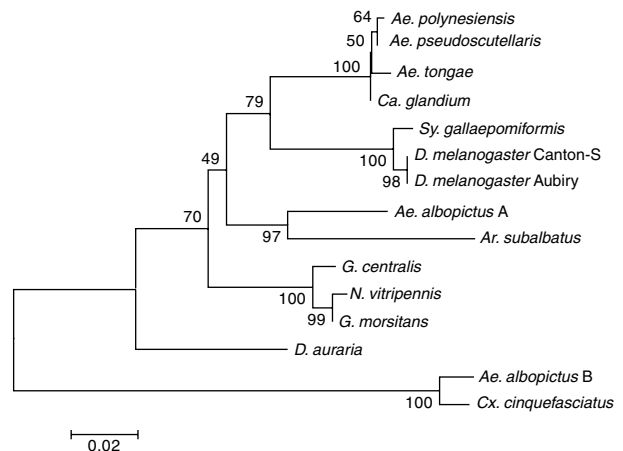 64
Ae. polynesiensis
50
Ae. pseudoscutellaris
100
Ae. tongae
Ca. glandium
79
Sy. gallaepomiformis
100
D. melanogaster Canton-S
98
D. melanogaster Aubiry
49
Ae. albopictus A
97
Ar. subalbatus
70
G. centralis
100
N. vitripennis
99
G. morsitans
D. auraria
Ae. albopictus B
100
Cx. cinquefasciatus
0.02